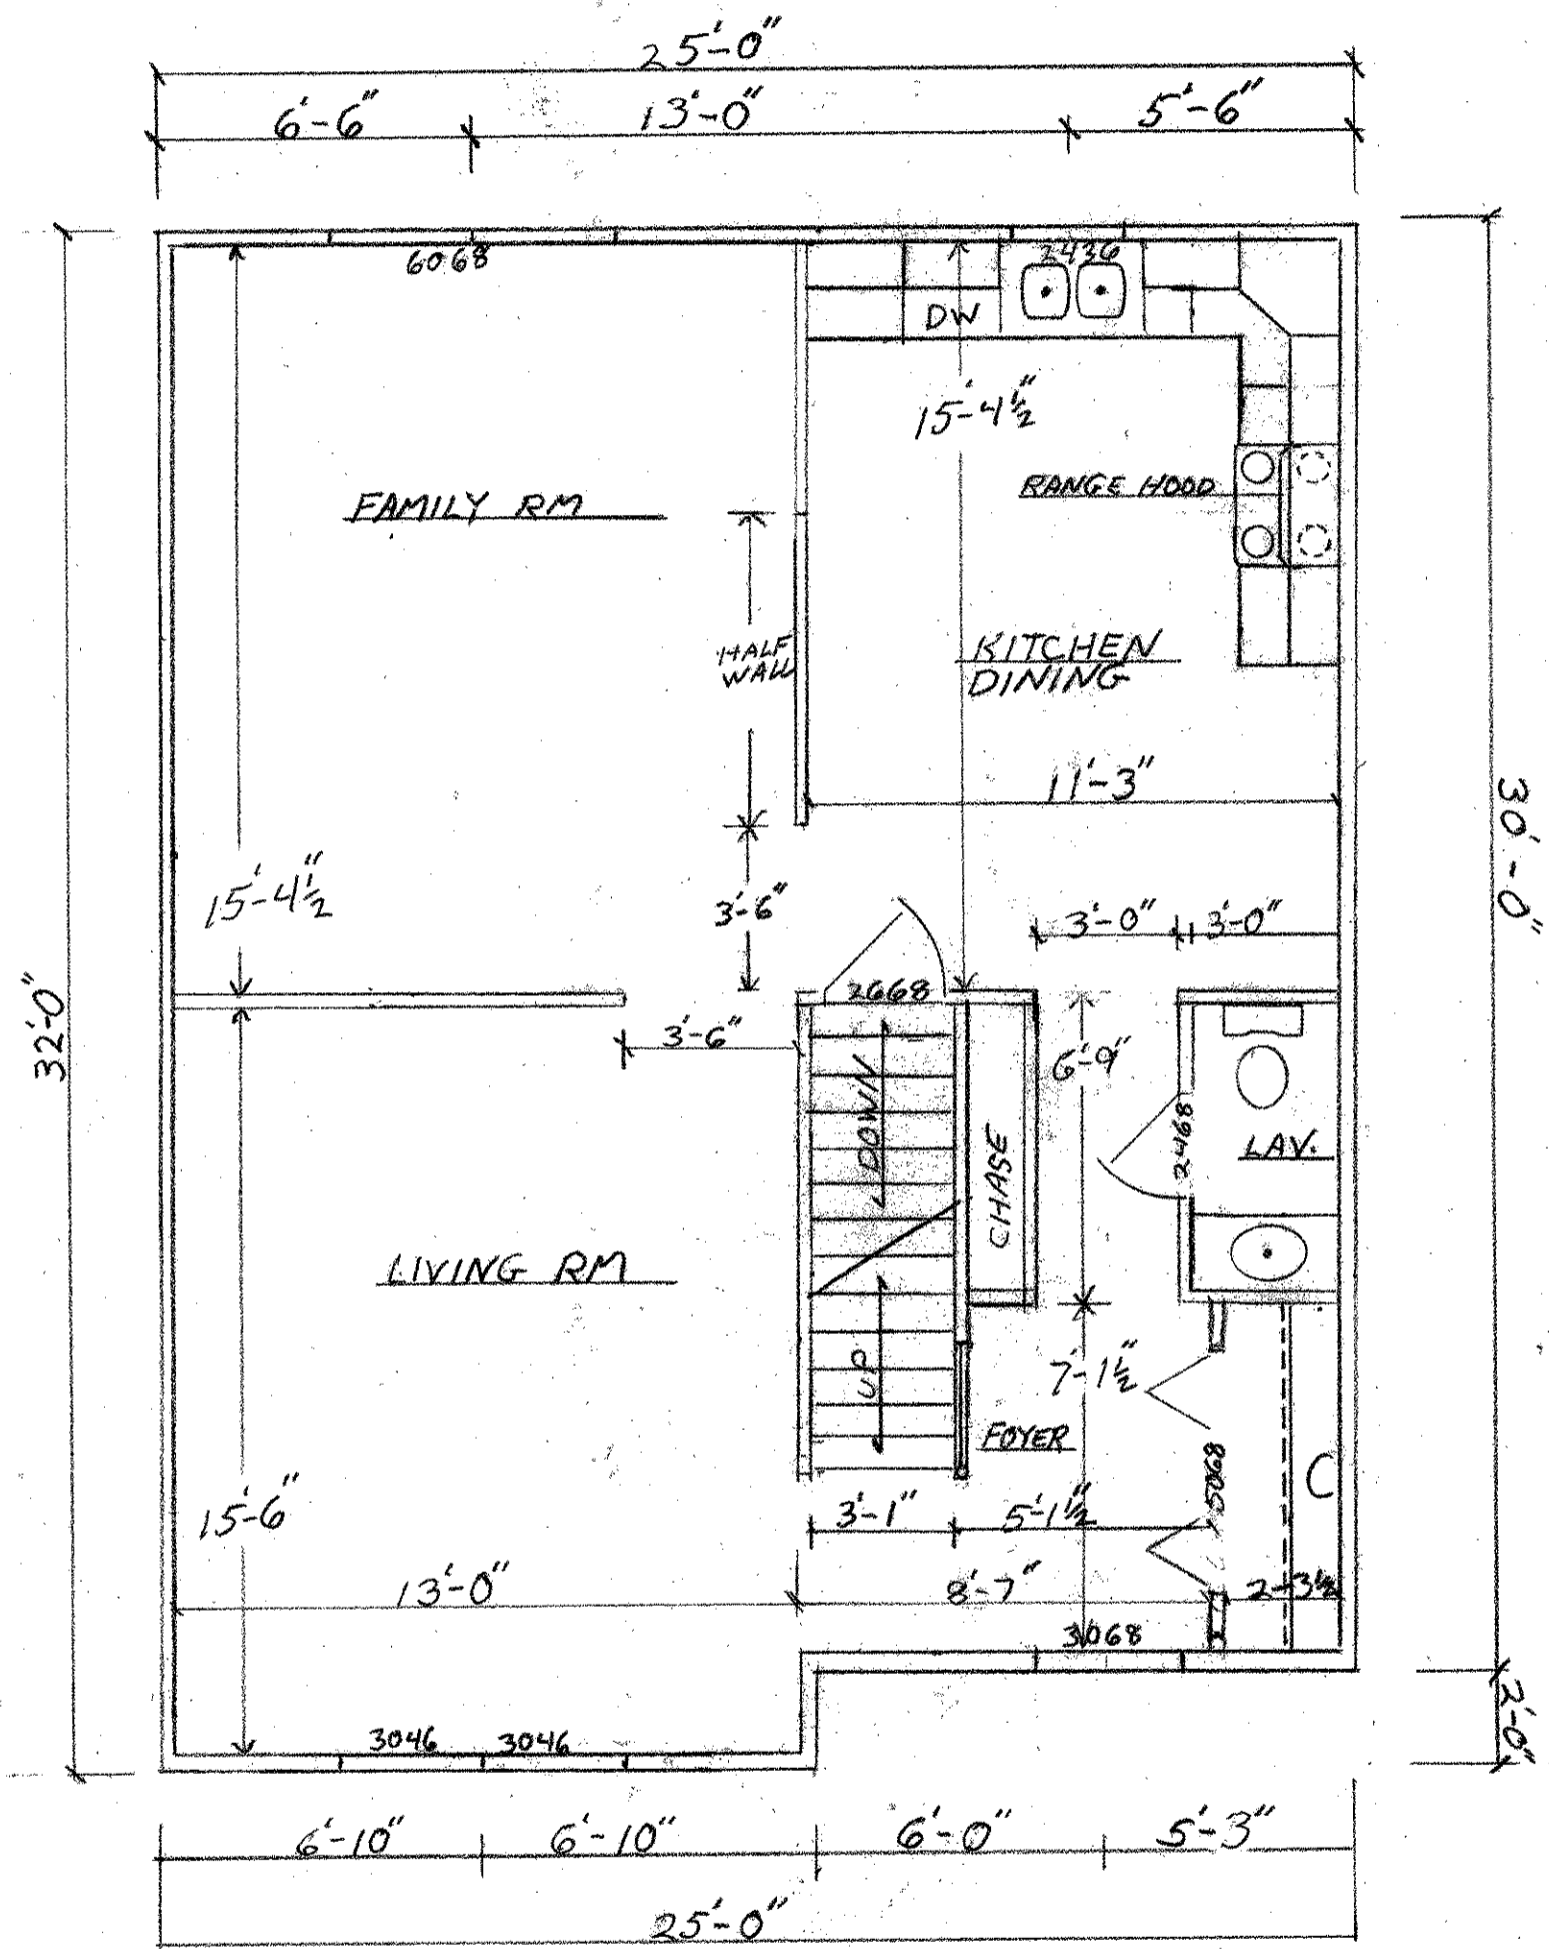 25'-0"
6'-6" 13'-0" 5'-6"
6068
2436
DW
15'-4½"
RANGE HOOD
FAMILY RM
HALF
WALL
KITCHEN
DINING
11'-3"
30'-0"
15'-4½"
3'-6"
3'-0" 3'-0"
32'-0"
2668
3'-6"
6'-9"
DOWN
2468
LAV.
CHASE
LIVING RM
UP
7'-1½"
FOYER
5068
C
15'-6"
3'-1" 5'-1½"
13'-0" 8'-7" 2-3½
3068
2'-0"
3046 3046
6'-10" 6'-10" 6'-0" 5'-3"
25'-0"